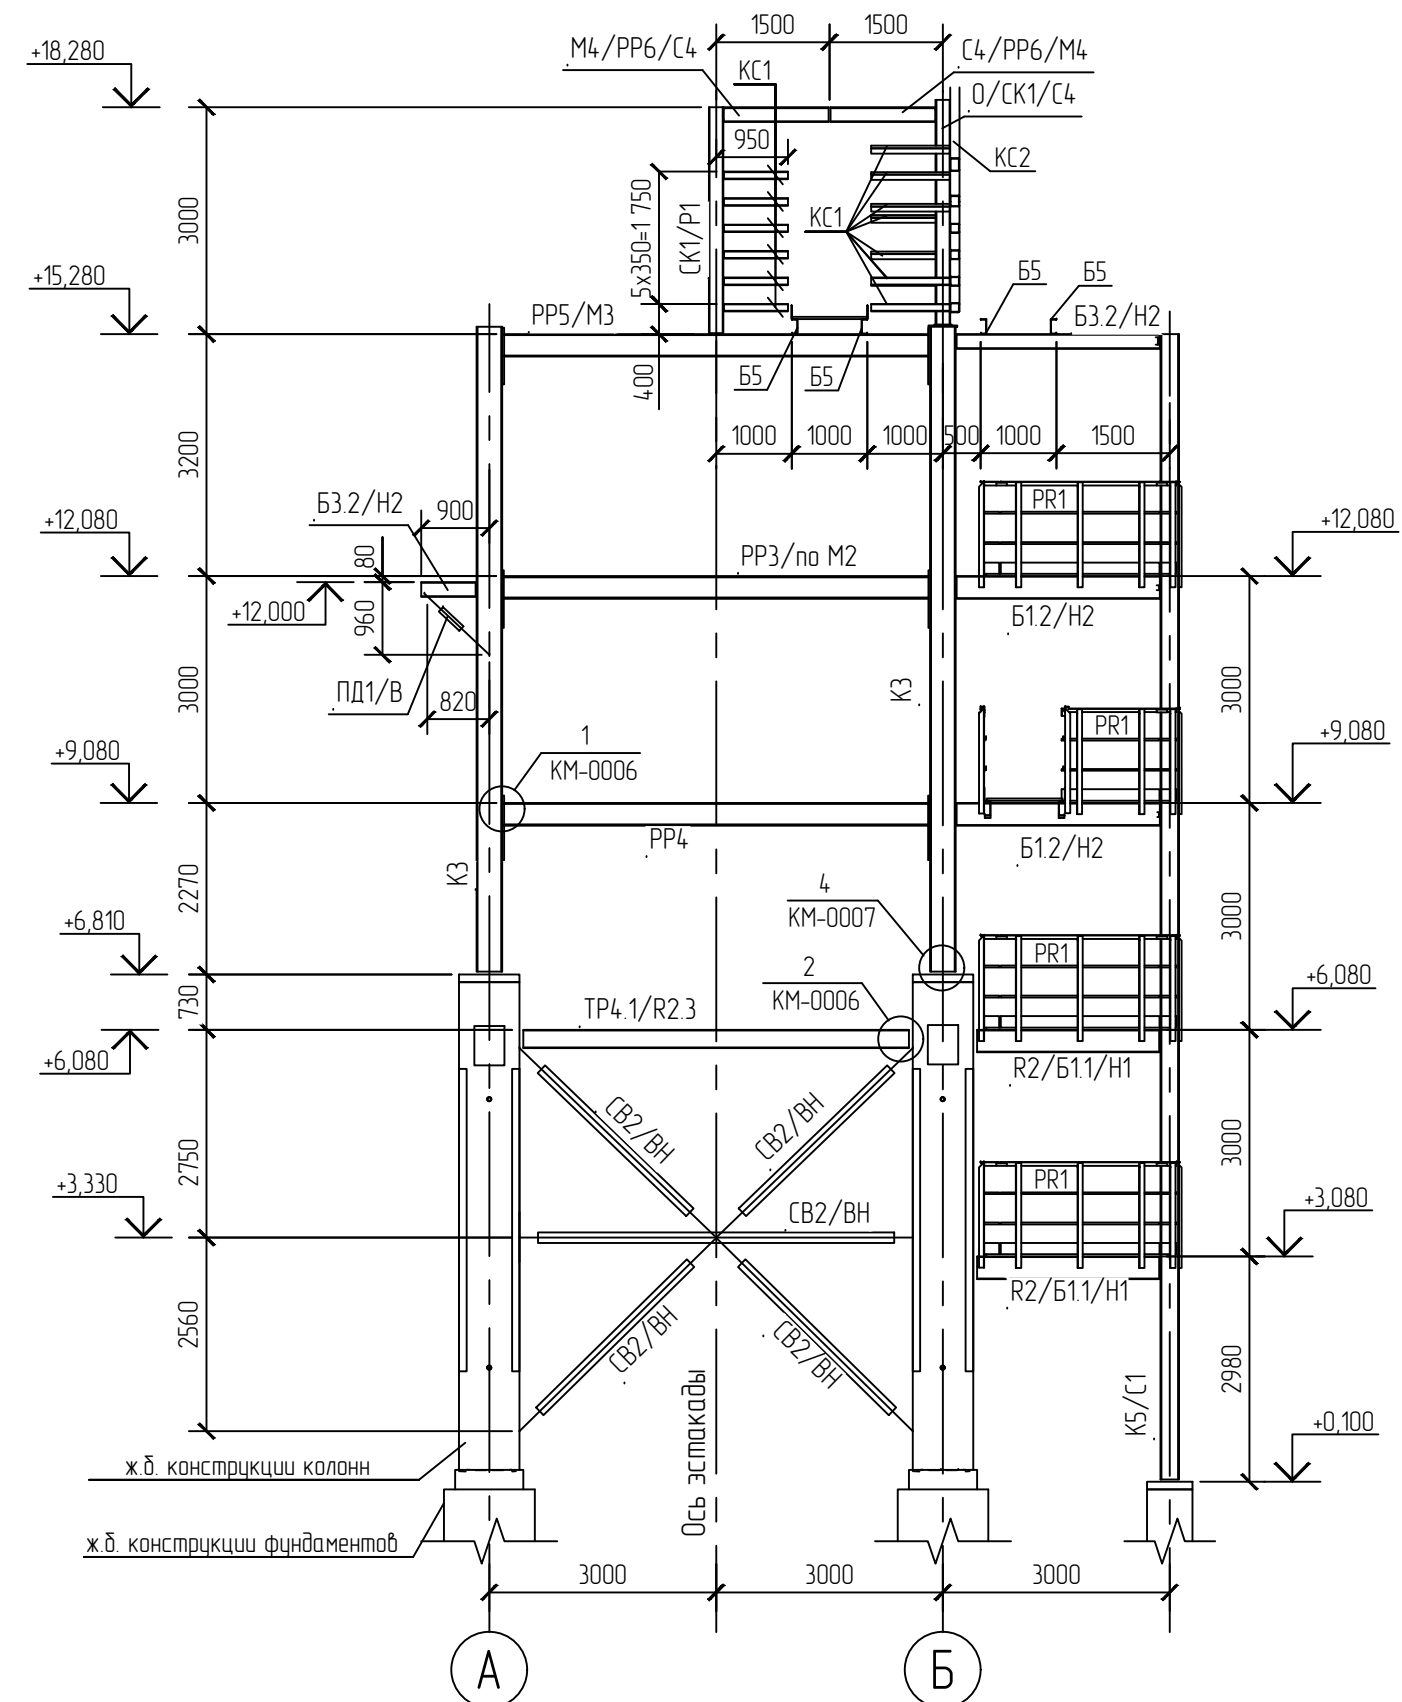 1500
1500
+18,280
М4/РР6/С4
КС1
С4/РР6/М4
О/СК1/С4
950
КС2
3000
5х350=1 750
СК1/Р1
КС1
+15,280
РР5/М3
Б5
Б5
Б3.2/Н2
400
Б5
Б5
3200
1000
1000
1000
500
1000
1500
Б3.2/Н2
900
PR1
+12,080
80
РР3/по М2
+12,080
+12,000
960
Б1.2/Н2
3000
ПД1/В
820
К3
3000
1
КМ-0006
PR1
+9,080
+9,080
РР4
Б1.2/Н2
2270
К3
4
КМ-0007
3000
+6,810
2
КМ-0006
PR1
730
ТР4.1/R2.3
+6,080
+6,080
R2/Б1.1/Н1
СВ2/ВН
СВ2/ВН
2750
3000
+3,330
СВ2/ВН
PR1
+3,080
R2/Б1.1/Н1
2560
СВ2/ВН
СВ2/ВН
2980
К5/С1
Ось эстакады
+0,100
ж.б. конструкции колонн
ж.б. конструкции фундаментов
3000
3000
3000
А
Б